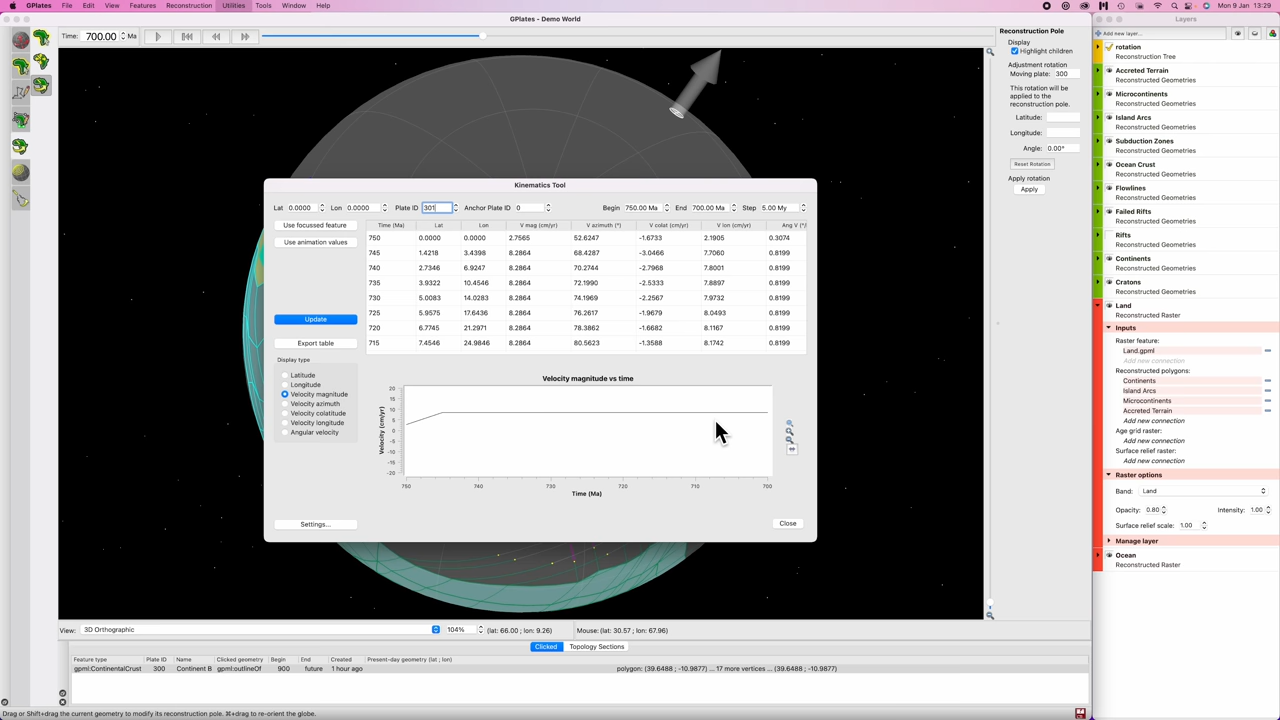 GPlates File Edit View Features Reconstruction Utilities Tools Window Help Mon 9 Jan 13:29
GPlates - Demo World
Layers
Time: 700.00 Ma
Reconstruction Pole
Display
Highlight children
Adjustment rotation
Moving plate: 300
This rotation will be
applied to the
reconstruction pole.
Latitude:
Longitude:
Angle: 0.00°
Reset Rotation
Apply rotation
Apply
Add new layer...
rotation
Reconstruction Tree
Accreted Terrain
Reconstructed Geometries
Microcontinents
Reconstructed Geometries
Island Arcs
Reconstructed Geometries
Subduction Zones
Reconstructed Geometries
Ocean Crust
Reconstructed Geometries
Flowlines
Reconstructed Geometries
Failed Rifts
Reconstructed Geometries
Rifts
Reconstructed Geometries
Continents
Reconstructed Geometries
Cratons
Reconstructed Geometries
Land
Reconstructed Raster
Inputs
Raster feature:
Land.gpml
Add new connection
Reconstructed polygons:
Continents
Island Arcs
Microcontinents
Accreted Terrain
Add new connection
Age grid raster:
Add new connection
Surface relief raster:
Add new connection
Raster options
Band: Land
Opacity: 0.80 Intensity: 1.00
Surface relief scale: 1.00
Manage layer
Ocean
Reconstructed Raster
Kinematics Tool
Lat 0.0000 Lon 0.0000 Plate ID 301 Anchor Plate ID 0 Begin 750.00 Ma End 700.00 Ma Step 5.00 My
Use focussed feature
Use animation values
Update
Export table
Time (Ma) Lat Lon V mag (cm/yr) V azimuth (°) V colat (cm/yr) V lon (cm/yr) Ang V (°/
750 0.0000 0.0000 2.7565 52.6247 -1.6733 2.1905 0.3074
745 1.4218 3.4398 8.2864 68.4287 -3.0466 7.7060 0.8199
740 2.7346 6.9247 8.2864 70.2744 -2.7968 7.8001 0.8199
735 3.9322 10.4546 8.2864 72.1990 -2.5333 7.8897 0.8199
730 5.0083 14.0283 8.2864 74.1969 -2.2567 7.9732 0.8199
725 5.9575 17.6436 8.2864 76.2617 -1.9679 8.0493 0.8199
720 6.7745 21.2971 8.2864 78.3862 -1.6682 8.1167 0.8199
715 7.4546 24.9846 8.2864 80.5623 -1.3588 8.1742 0.8199
Display type
Latitude
Longitude
Velocity magnitude
Velocity azimuth
Velocity colatitude
Velocity longitude
Angular velocity
Velocity magnitude vs time
Velocity (cm/yr)
20
15
10
5
0
-5
-10
-15
-20
750 740 730 720 710 700
Time (Ma)
Settings...
Close
View: 3D Orthographic 104% (lat: 66.00 ; lon: 9.26) Mouse: (lat: 30.57 ; lon: 67.96)
Clicked Topology Sections
Feature type Plate ID Name Clicked geometry Begin End Created Present-day geometry (lat ; lon)
gpml:ContinentalCrust 300 Continent B gpml:outlineOf 900 future 1 hour ago polygon: (39.6488 ; -10.9877) ... 17 more vertices ... (39.6488 ; -10.9877)
Drag or Shift+drag the current geometry to modify its reconstruction pole. ⌘+drag to re-orient the globe.